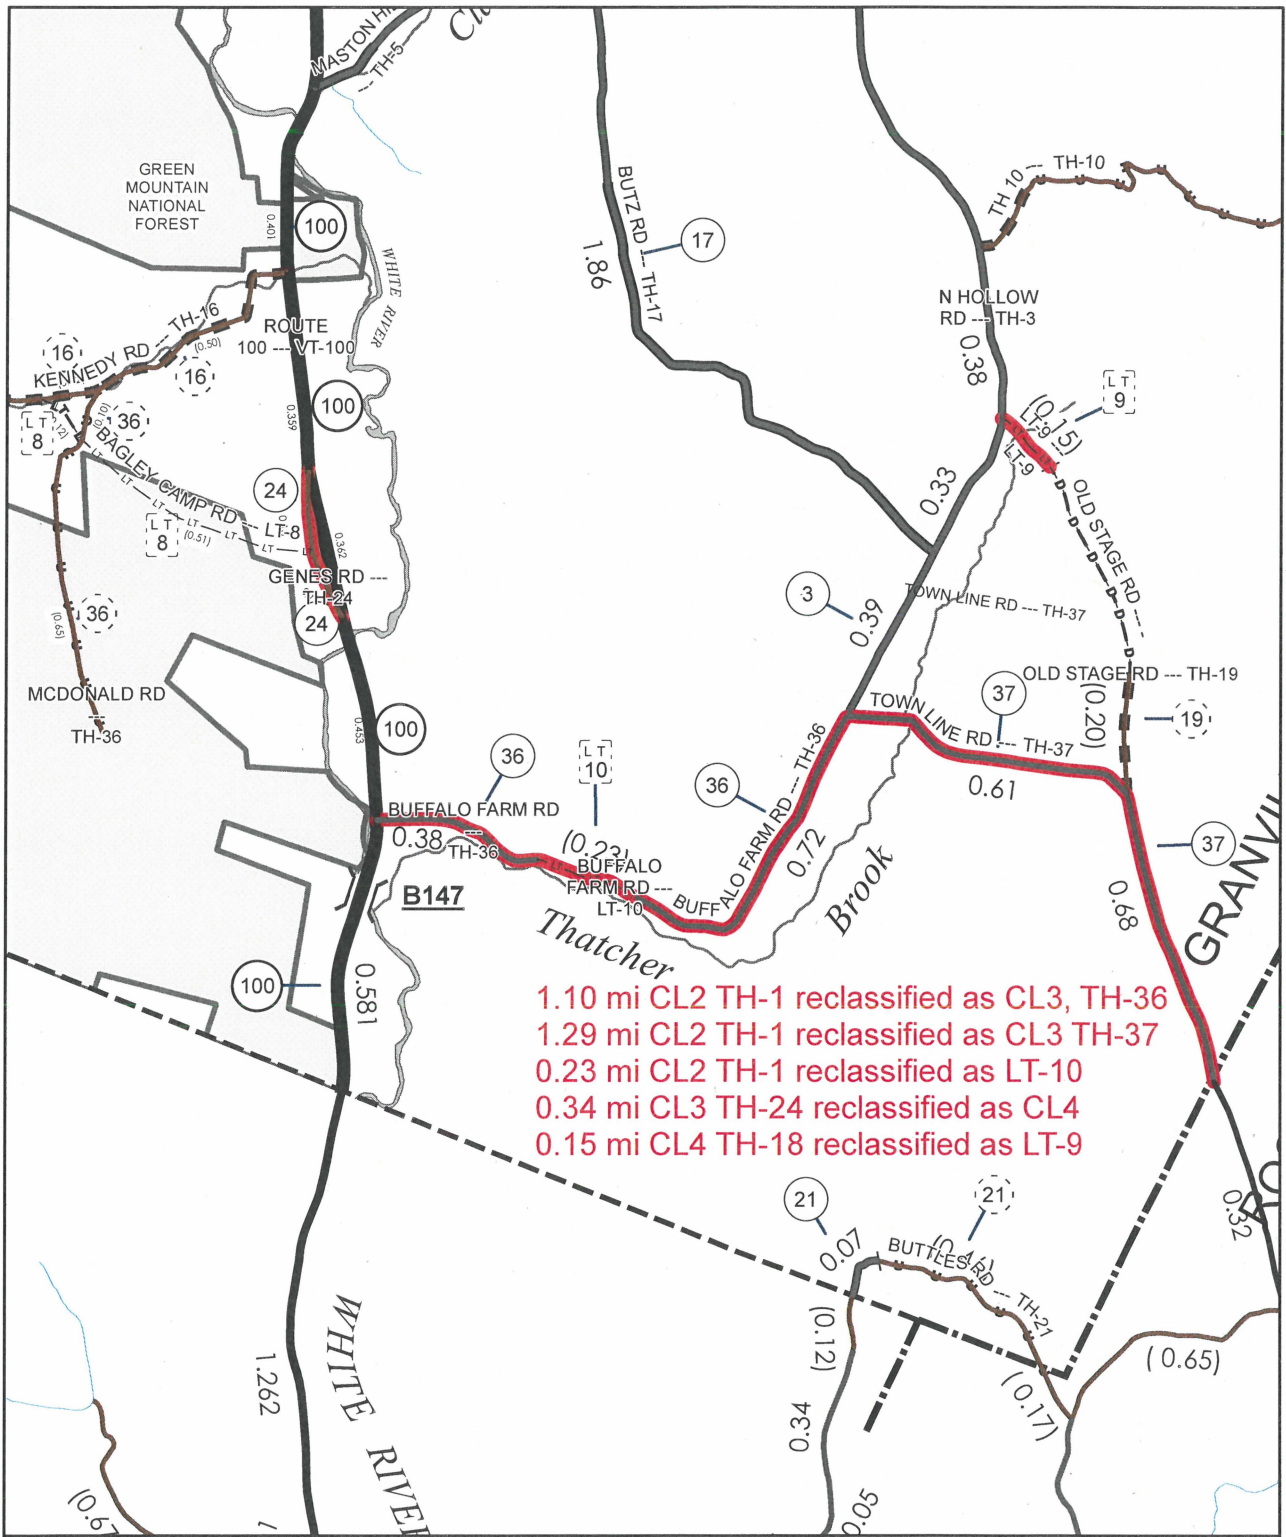 MASTON HI
--- TH-5
Cl
GREEN
MOUNTAIN
NATIONAL
FOREST
0.401
100
WHITE RIVER
BUTZ RD --- TH-17
17
1.86
TH 10 --- TH-10
N HOLLOW
RD --- TH-3
0.38
KENNEDY RD --- TH-16
16
(0.50)
16
ROUTE
100 --- VT-100
100
0.359
LT
8
36
(0.10)
LT
9
(0.15)
LT-9 ---
LT-9
OLD STAGE RD ---
BAGLEY CAMP RD --- LT-8
LT
8
(0.51)
24
0.362
GENES RD ---
TH-24
24
0.33
3
0.39
TOWN LINE RD --- TH-37
36
(0.65)
MCDONALD RD
---
TH-36
OLD STAGE RD --- TH-19
(0.20)
19
37
TOWN LINE RD --- TH-37
0.61
0.453
100
36
LT
10
BUFFALO FARM RD
---
TH-36
0.38
(0.23)
BUFFALO
FARM RD ---
LT-10
BUFFALO FARM RD --- TH-36
36
0.72
37
0.68
GRANVIL
B147
Thatcher
Brook
100
0.581
1.10 mi CL2 TH-1 reclassified as CL3, TH-36
1.29 mi CL2 TH-1 reclassified as CL3 TH-37
0.23 mi CL2 TH-1 reclassified as LT-10
0.34 mi CL3 TH-24 reclassified as CL4
0.15 mi CL4 TH-18 reclassified as LT-9
21
21
0.07
BUTTLES RD --- TH-21
0.32
RO
(0.12)
(0.65)
(0.17)
0.34
0.05
1.262
WHITE RIVER
(0.67